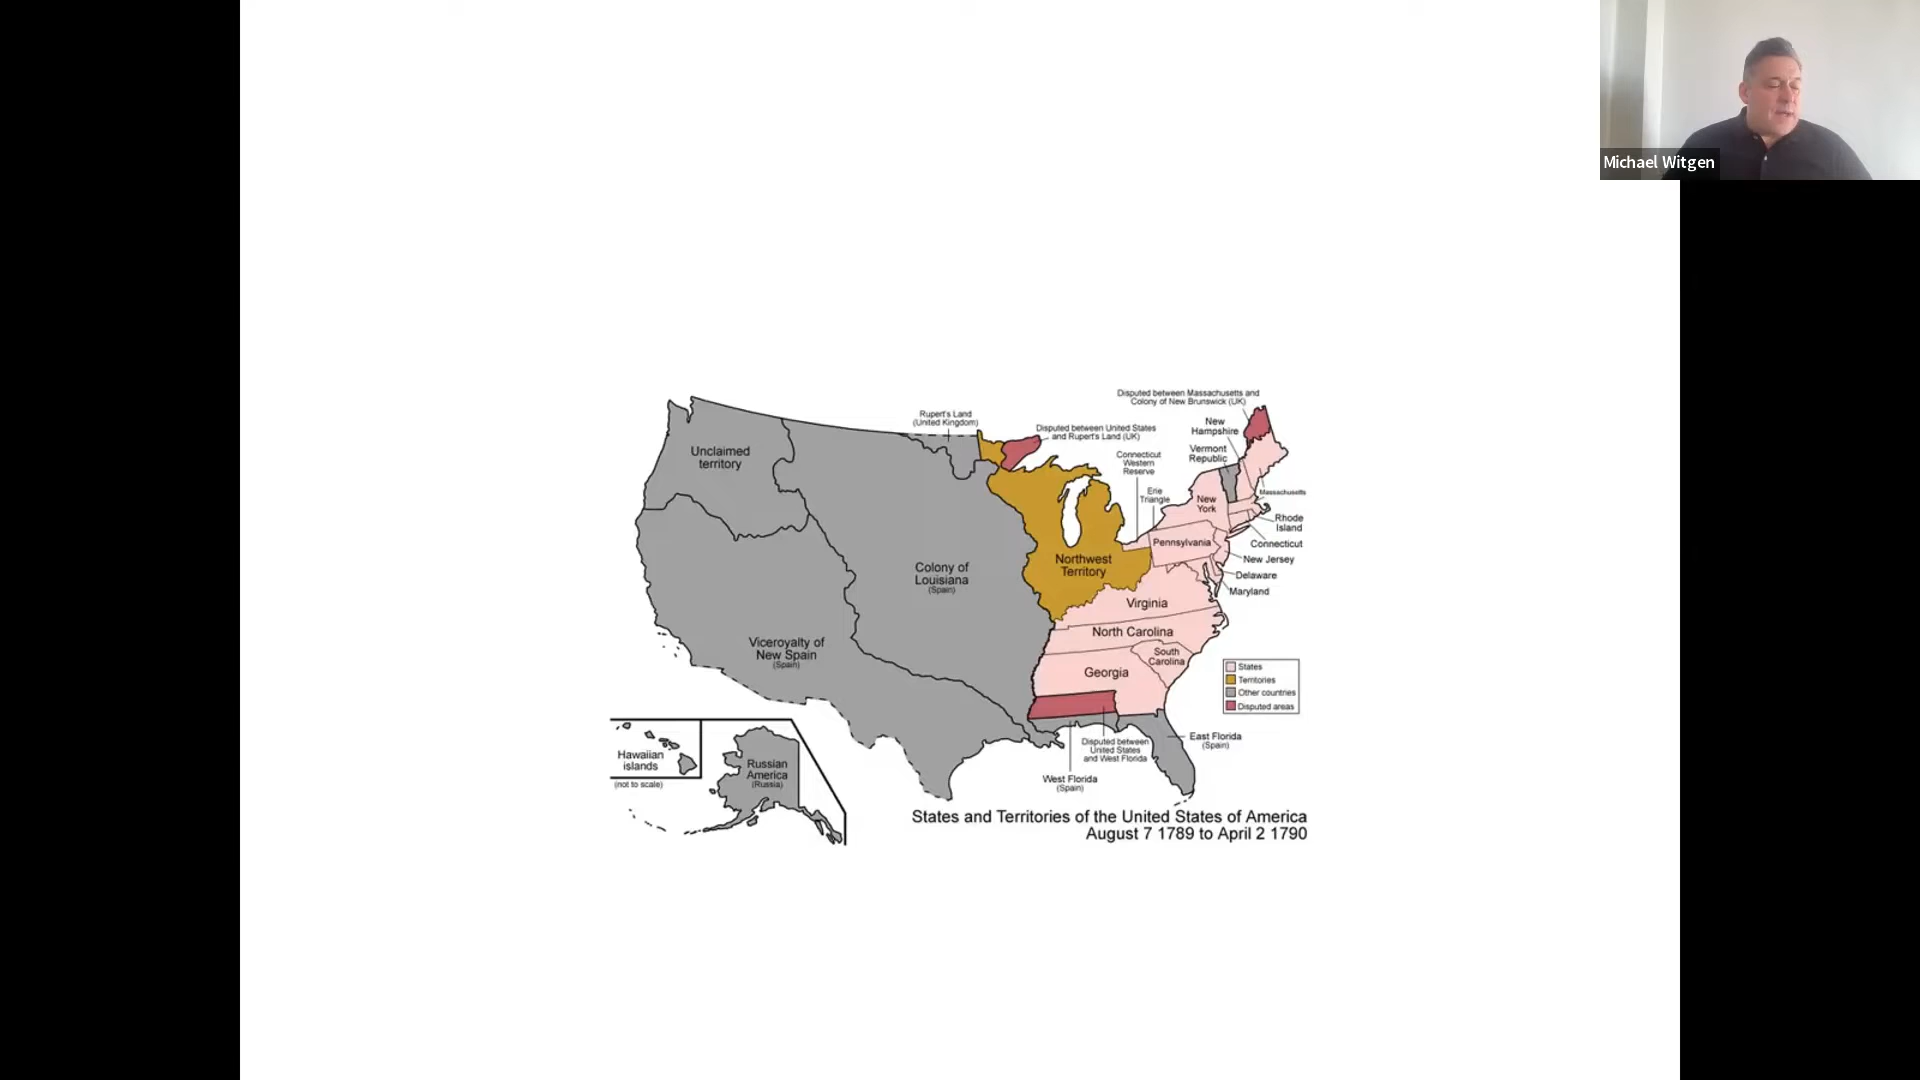 Michael Witgen
Disputed between Massachusetts and
Colony of New Brunswick (UK)
Rupert's Land
(United Kingdom)
Disputed between United States
and Rupert's Land (UK)
New
Hampshire
Vermont
Republic
Unclaimed
territory
Connecticut
Western
Reserve
Erie
Triangle
New
York
Massachusetts
Rhode
Island
Connecticut
Pennsylvania
New Jersey
Delaware
Maryland
Northwest
Territory
Colony of
Louisiana
(Spain)
Virginia
North Carolina
South
Carolina
Georgia
Viceroyalty of
New Spain
(Spain)
States
Territories
Other countries
Disputed areas
East Florida
(Spain)
Disputed between
United States
and West Florida
West Florida
(Spain)
Hawaiian
islands
(not to scale)
Russian
America
(Russia)
States and Territories of the United States of America
August 7 1789 to April 2 1790